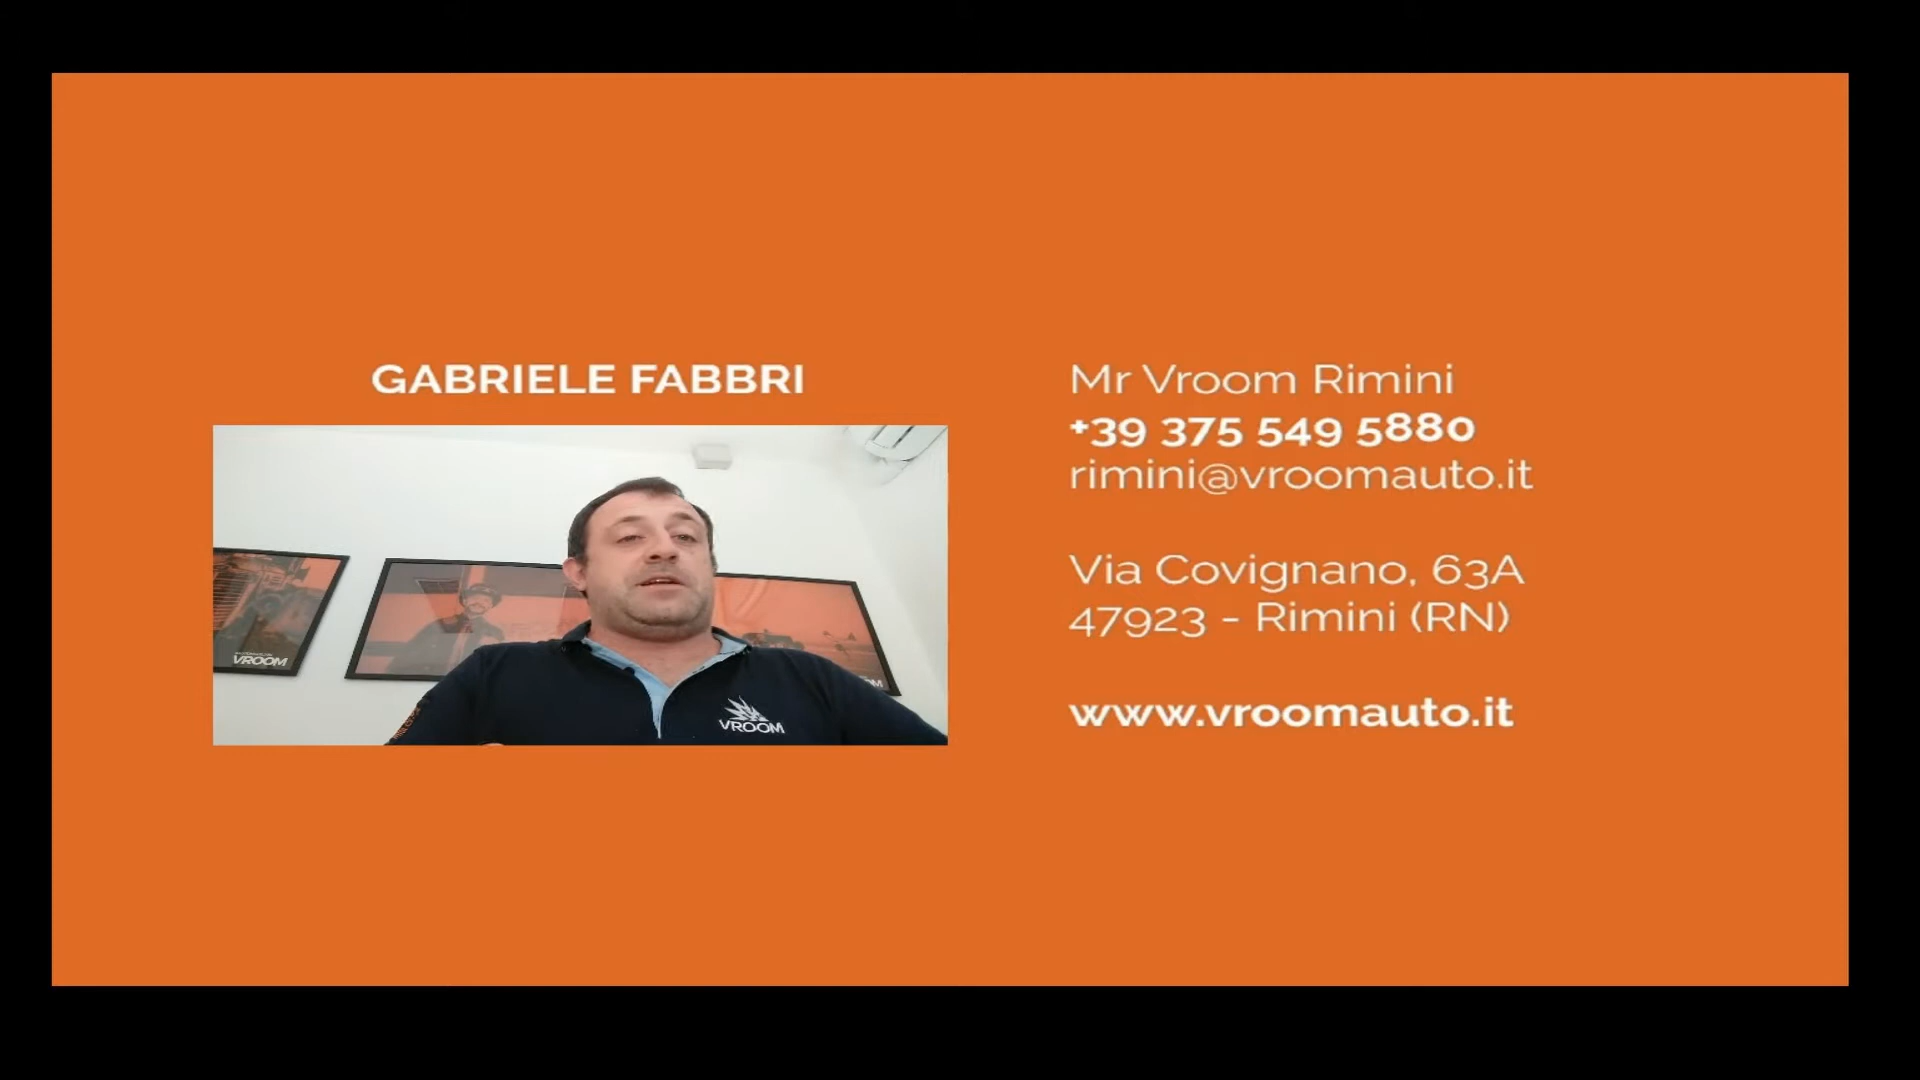 GABRIELE FABBRI
VROOM
VROOM
Mr Vroom Rimini
+39 375 549 5880
rimini@vroomauto.it
Via Covignano, 63A
47923 - Rimini (RN)
www.vroomauto.it